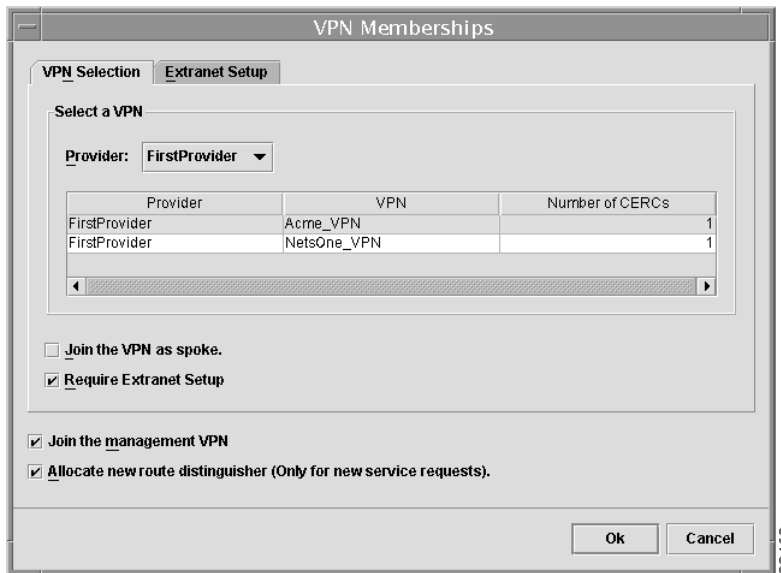 VPN Memberships
VPN Selection Extranet Setup
Select a VPN
Provider: FirstProvider
Provider VPN Number of CERCs
FirstProvider Acme_VPN 1
FirstProvider NetsOne_VPN 1
Join the VPN as spoke.
Require Extranet Setup
Join the management VPN
Allocate new route distinguisher (Only for new service requests).
Ok Cancel